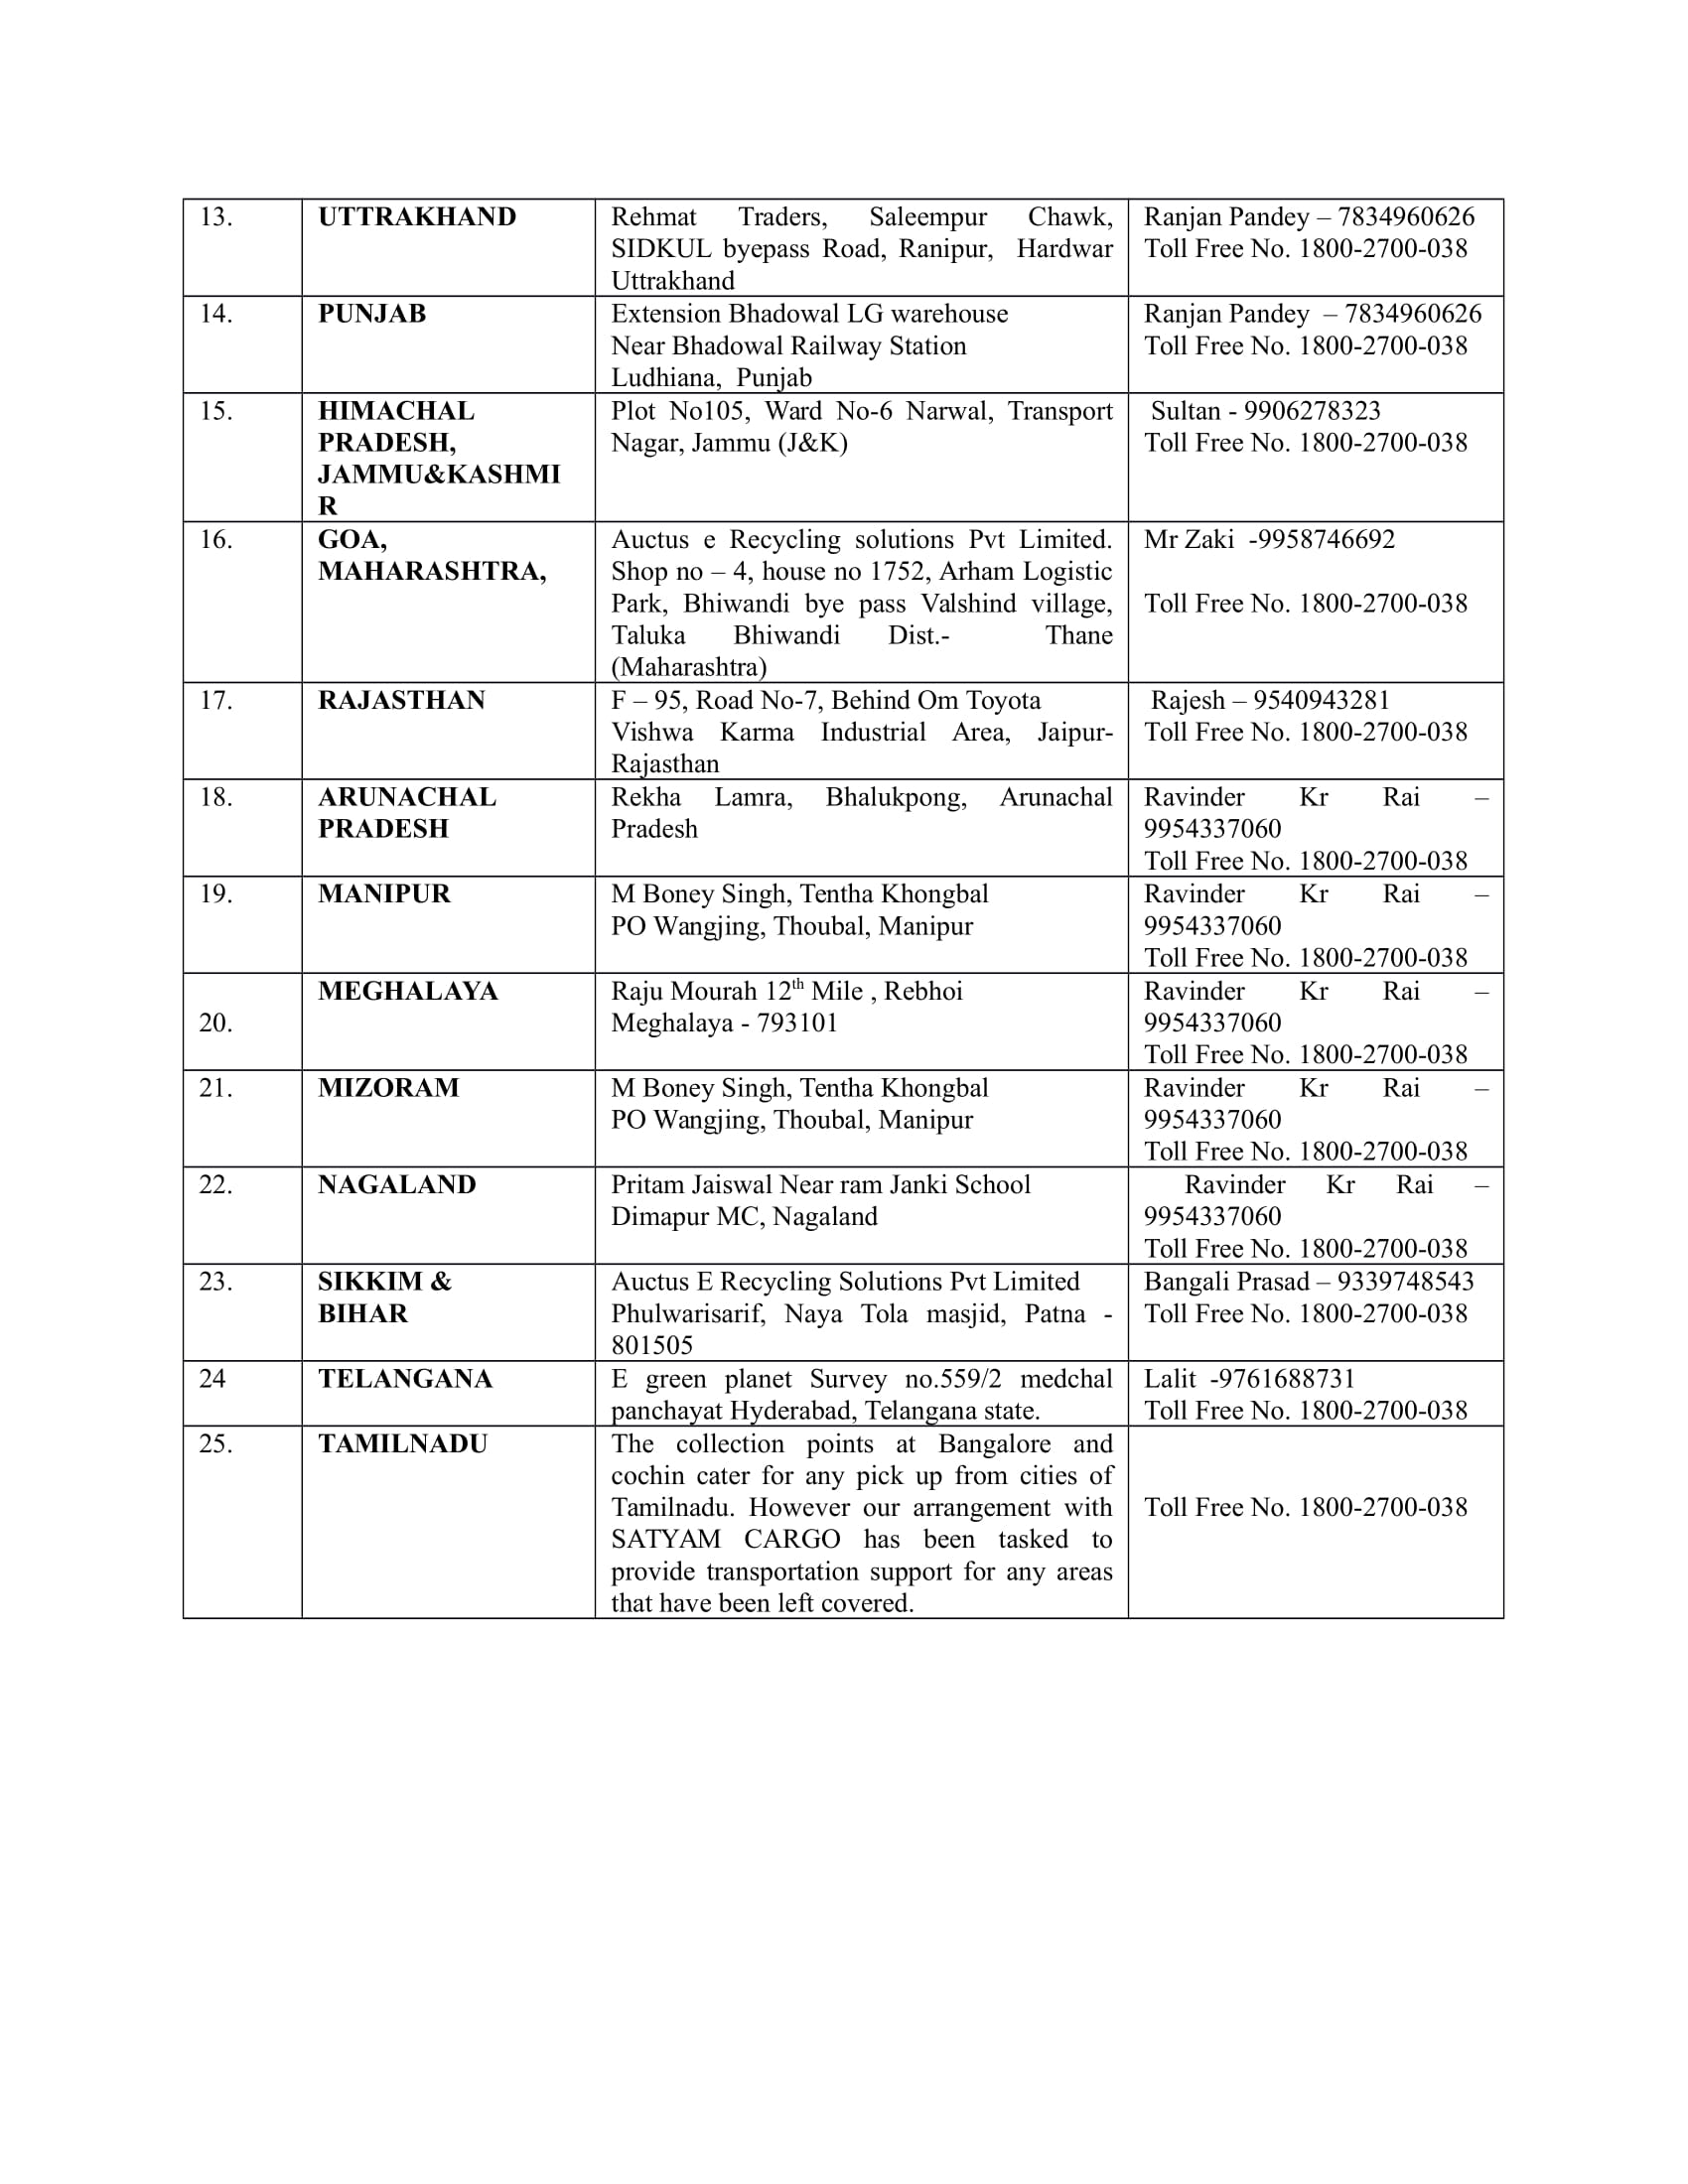 13. UTTRAKHAND Rehmat Traders, Saleempur Chawk, Ranjan Pandey – 7834960626
SIDKUL byepass Road, Ranipur, Hardwar Toll Free No. 1800-2700-038
Uttrakhand
14. PUNJAB Extension Bhadowal LG warehouse Ranjan Pandey – 7834960626
Near Bhadowal Railway Station Toll Free No. 1800-2700-038
Ludhiana, Punjab
15. HIMACHAL Plot No105, Ward No-6 Narwal, Transport Sultan - 9906278323
PRADESH, Nagar, Jammu (J&K) Toll Free No. 1800-2700-038
JAMMU&KASHMI
R
16. GOA, Auctus e Recycling solutions Pvt Limited. Mr Zaki -9958746692
MAHARASHTRA, Shop no – 4, house no 1752, Arham Logistic
Park, Bhiwandi bye pass Valshind village, Toll Free No. 1800-2700-038
Taluka Bhiwandi Dist.- Thane
(Maharashtra)
17. RAJASTHAN F – 95, Road No-7, Behind Om Toyota Rajesh – 9540943281
Vishwa Karma Industrial Area, Jaipur- Toll Free No. 1800-2700-038
Rajasthan
18. ARUNACHAL Rekha Lamra, Bhalukpong, Arunachal Ravinder Kr Rai –
PRADESH Pradesh 9954337060
Toll Free No. 1800-2700-038
19. MANIPUR M Boney Singh, Tentha Khongbal Ravinder Kr Rai –
PO Wangjing, Thoubal, Manipur 9954337060
Toll Free No. 1800-2700-038
MEGHALAYA Raju Mourah 12th Mile , Rebhoi Ravinder Kr Rai –
20. Meghalaya - 793101 9954337060
Toll Free No. 1800-2700-038
21. MIZORAM M Boney Singh, Tentha Khongbal Ravinder Kr Rai –
PO Wangjing, Thoubal, Manipur 9954337060
Toll Free No. 1800-2700-038
22. NAGALAND Pritam Jaiswal Near ram Janki School Ravinder Kr Rai –
Dimapur MC, Nagaland 9954337060
Toll Free No. 1800-2700-038
23. SIKKIM & Auctus E Recycling Solutions Pvt Limited Bangali Prasad – 9339748543
BIHAR Phulwarisarif, Naya Tola masjid, Patna - Toll Free No. 1800-2700-038
801505
24 TELANGANA E green planet Survey no.559/2 medchal Lalit -9761688731
panchayat Hyderabad, Telangana state. Toll Free No. 1800-2700-038
25. TAMILNADU The collection points at Bangalore and
cochin cater for any pick up from cities of
Tamilnadu. However our arrangement with Toll Free No. 1800-2700-038
SATYAM CARGO has been tasked to
provide transportation support for any areas
that have been left covered.